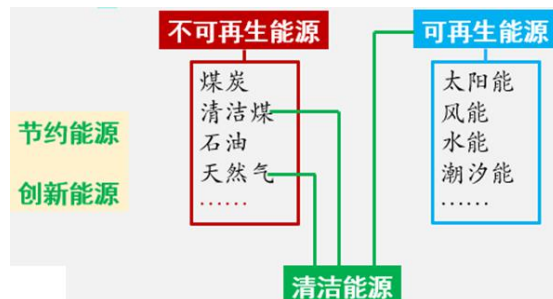 不可再生能源
可再生能源
煤炭
清洁煤
石油
天然气
……
太阳能
风能
水能
潮汐能
……
节约能源
创新能源
清洁能源